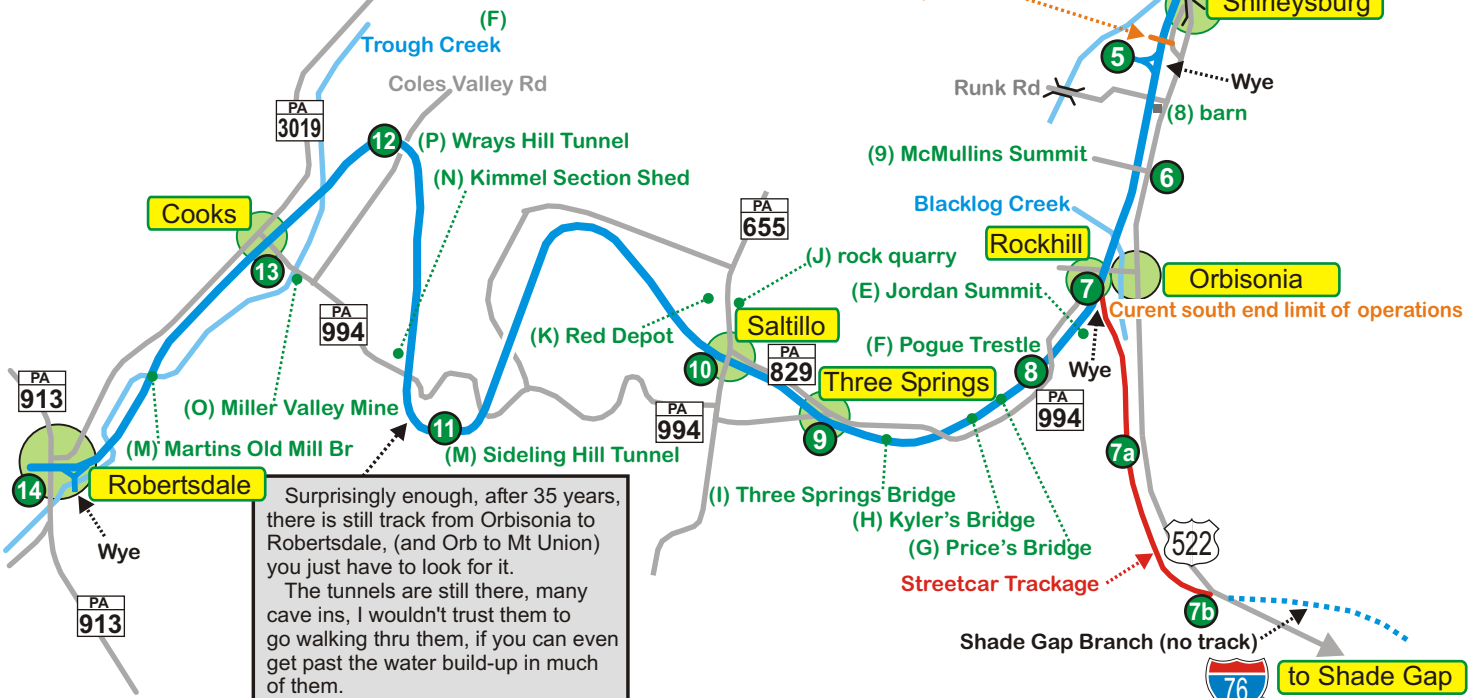 (F)
Trough Creek
Coles Valley Rd
PA
3019
12
(P) Wrays Hill Tunnel
(N) Kimmel Section Shed
Cooks
13
PA
994
(O) Miller Valley Mine
(M) Martins Old Mill Br
PA
913
14
Robertsdale
Wye
PA
913
11
(M) Sideling Hill Tunnel
Surprisingly enough, after 35 years,
there is still track from Orbisonia to
Robertsdale, (and Orb to Mt Union)
you just have to look for it.
The tunnels are still there, many
cave ins, I wouldn't trust them to
go walking thru them, if you can even
get past the water build-up in much
of them.
PA
655
(J) rock quarry
(K) Red Depot
Saltillo
10
PA
829
PA
994
Three Springs
9
(I) Three Springs Bridge
(H) Kyler's Bridge
(G) Price's Bridge
(E) Jordan Summit
(F) Pogue Trestle
8
PA
994
Wye
Shirleysburg
5
Wye
Runk Rd
(8) barn
(9) McMullins Summit
6
Blacklog Creek
Rockhill
7
Orbisonia
Curent south end limit of operations
7a
522
Streetcar Trackage
7b
Shade Gap Branch (no track)
76
to Shade Gap